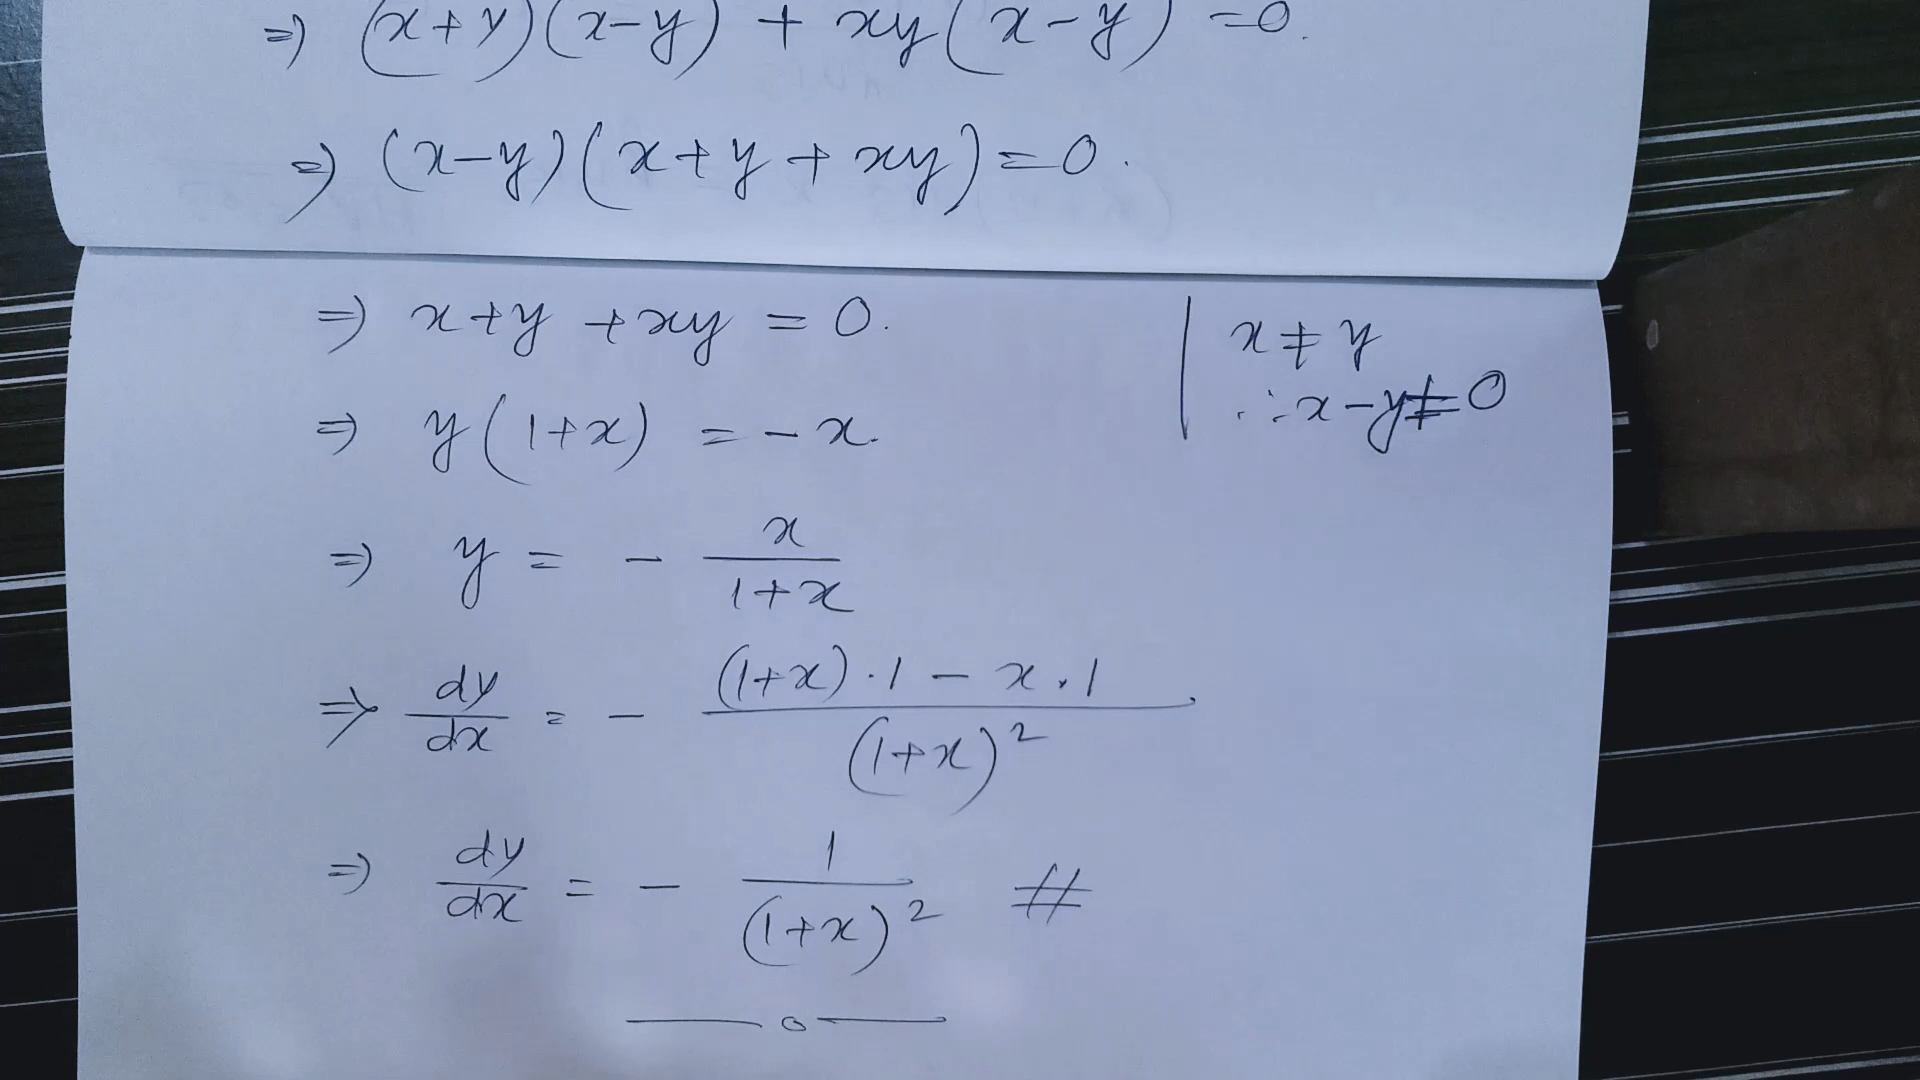 ⇒ (x+y)(x-y) + xy(x-y) =0.
⇒ (x-y)(x+y+xy)=0.
⇒ x+y+xy = 0. | x≠y
∴ x-y≠0
⇒ y(1+x) = -x.
⇒ y = - x/(1+x)
⇒ dy/dx = - ((1+x)·1 - x.1)/(1+x)²
⇒ dy/dx = - 1/(1+x)² #